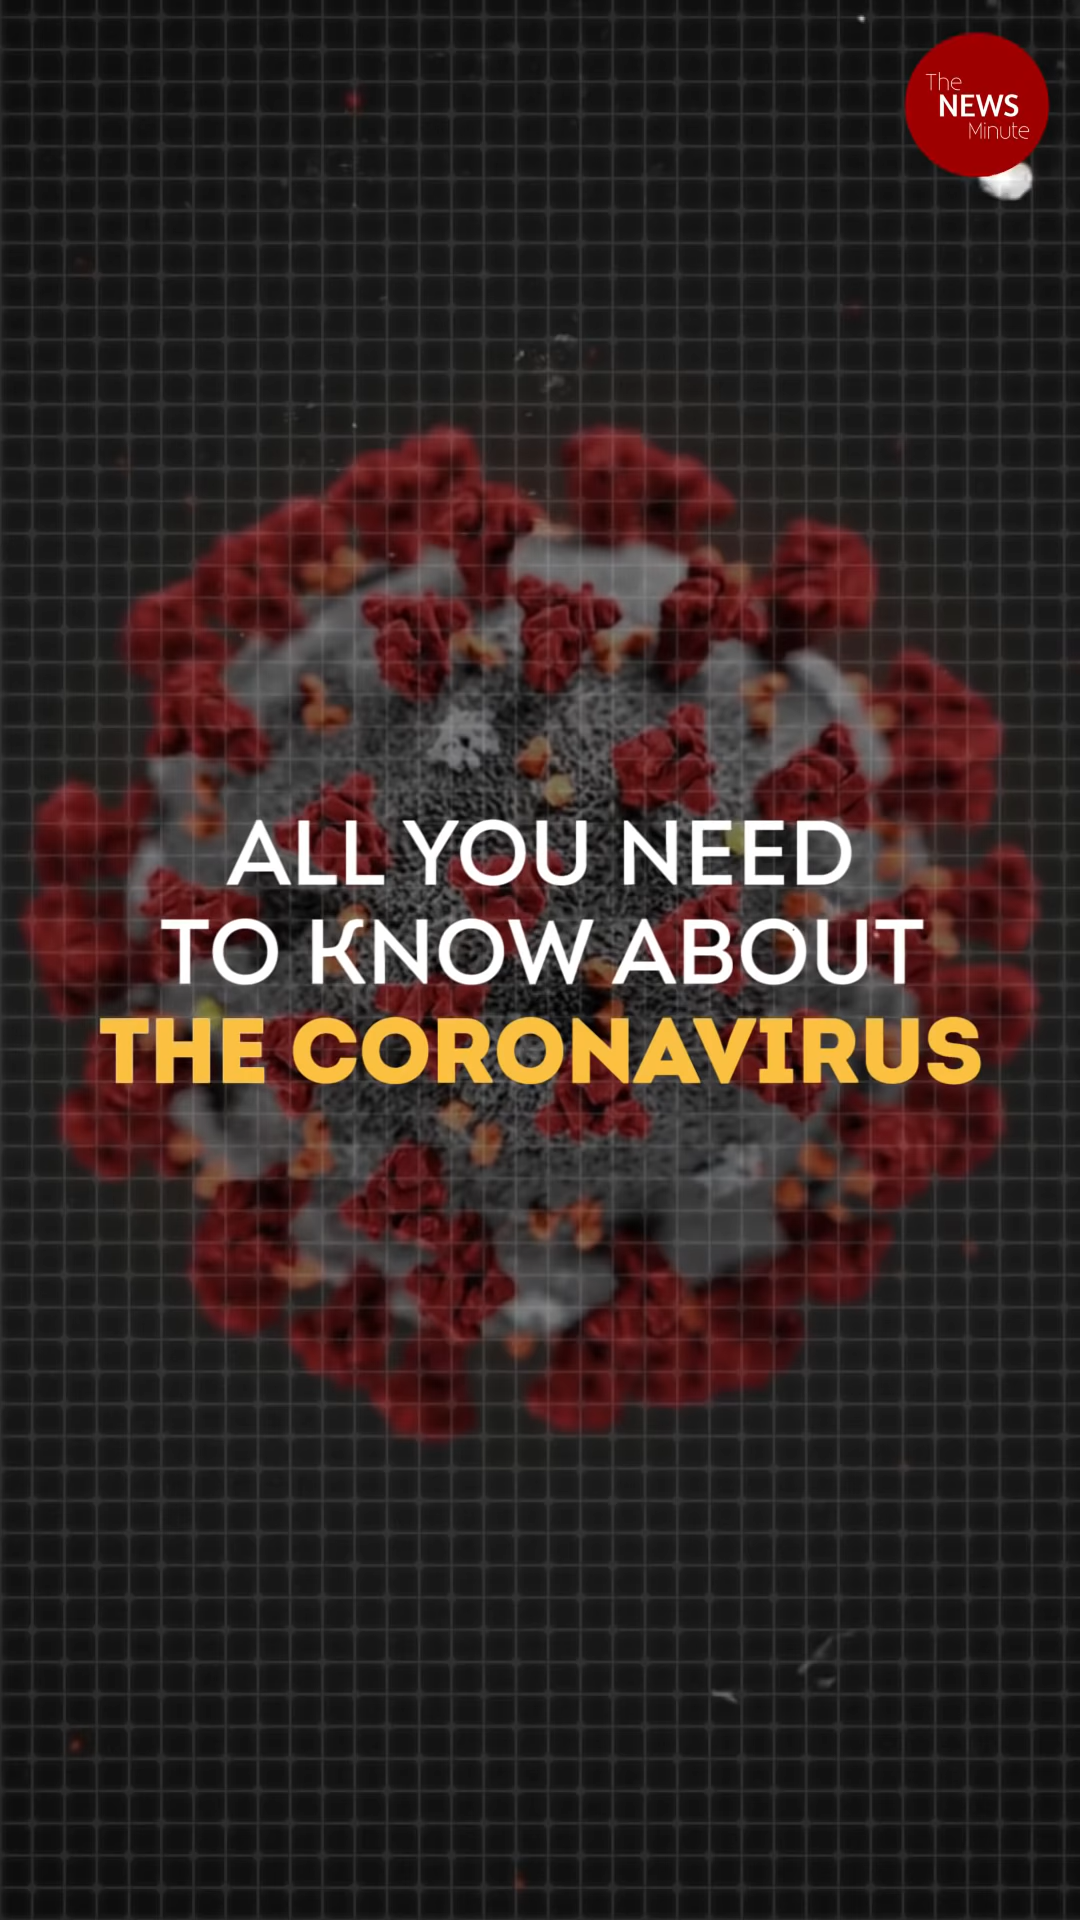 The
NEWS
Minute
ALL YOU NEED
TO KNOW ABOUT
THE CORONAVIRUS